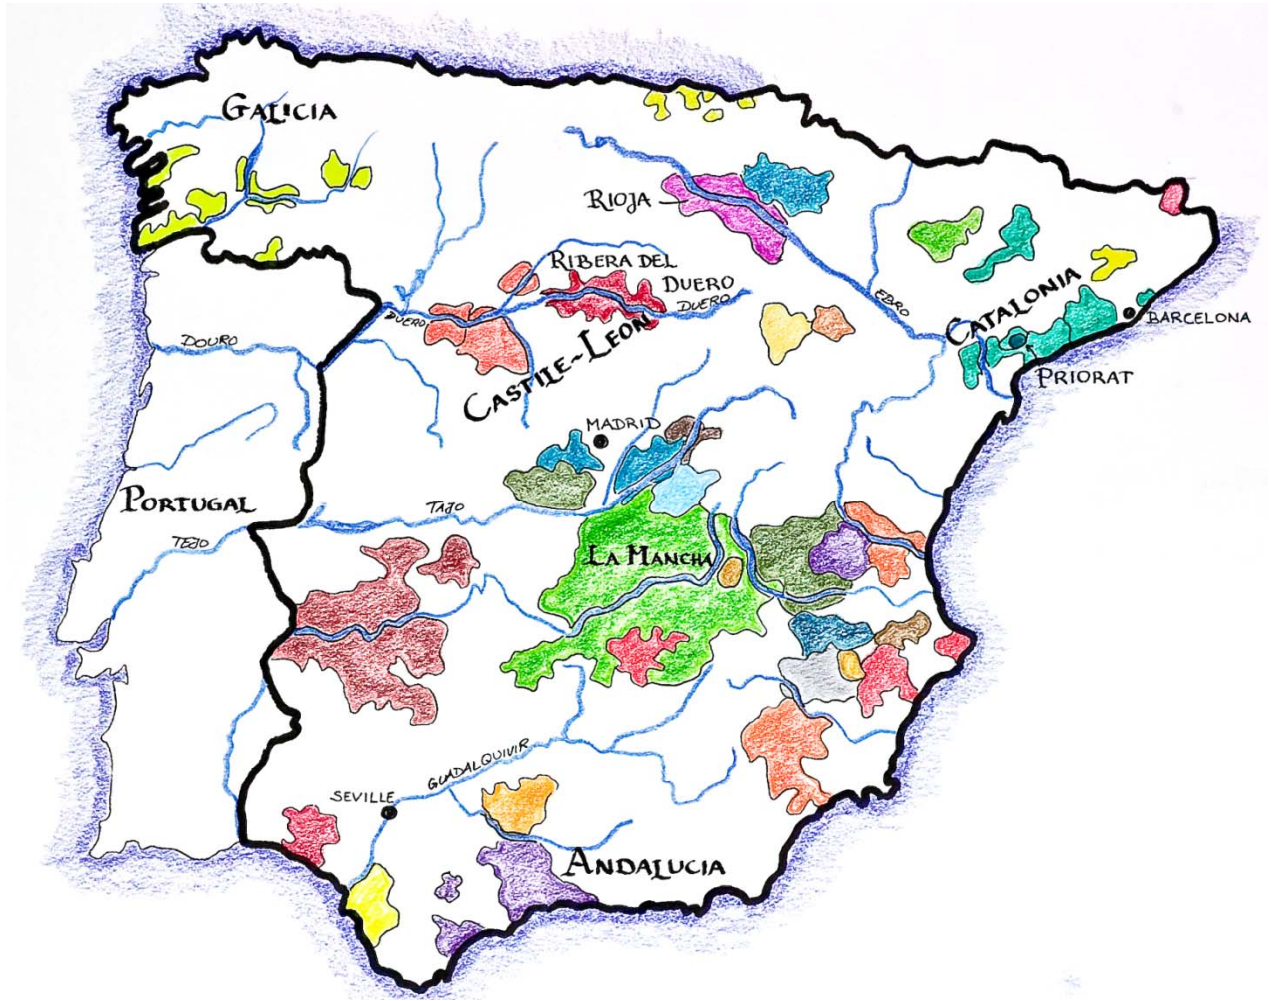 GALICIA
RIOJA
RIBERA DEL
DUERO
DUERO
DUERO
EBRO
CATALONIA
BARCELONA
PRIORAT
DOURO
CASTILE-LEON
MADRID
PORTUGAL
TAJO
TEJO
LA MANCHA
GUADALQUIVIR
SEVILLE
ANDALUCIA